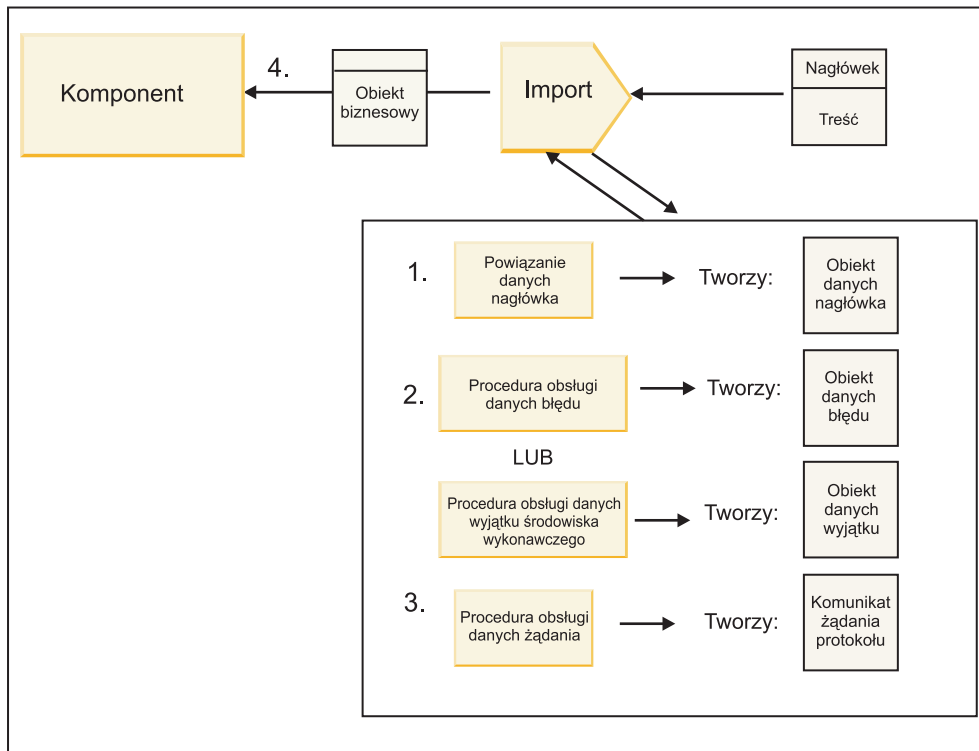 Komponent
4.
Obiekt
biznesowy
Import
Nagłówek
Treść
1.
Powiązanie
danych
nagłówka
Tworzy:
Obiekt
danych
nagłówka
2.
Procedura obsługi
danych błędu
Tworzy:
Obiekt
danych
błędu
LUB
Procedura obsługi danych
wyjątku środowiska
wykonawczego
Tworzy:
Obiekt
danych
wyjątku
3.
Procedura obsługi
danych żądania
Tworzy:
Komunikat
żądania
protokołu